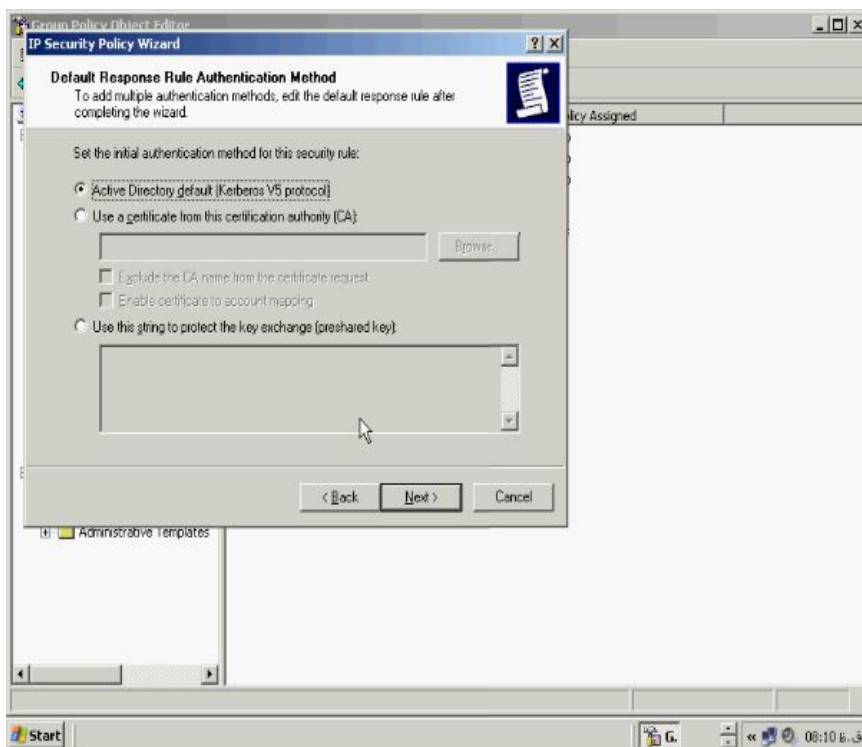 Group Policy Object Editor
IP Security Policy Wizard
Default Response Rule Authentication Method
To add multiple authentication methods, edit the default response rule after
completing the wizard.
licy Assigned
Set the initial authentication method for this security rule:
Active Directory default (Kerberos V5 protocol)
Use a certificate from this certification authority (CA):
Browse...
Exclude the CA name from the certificate request
Enable certificate to account mapping
Use this string to protect the key exchange (preshared key):
< Back
Next >
Cancel
Administrative Templates
Start
G.
« 08:10 ق.ظ